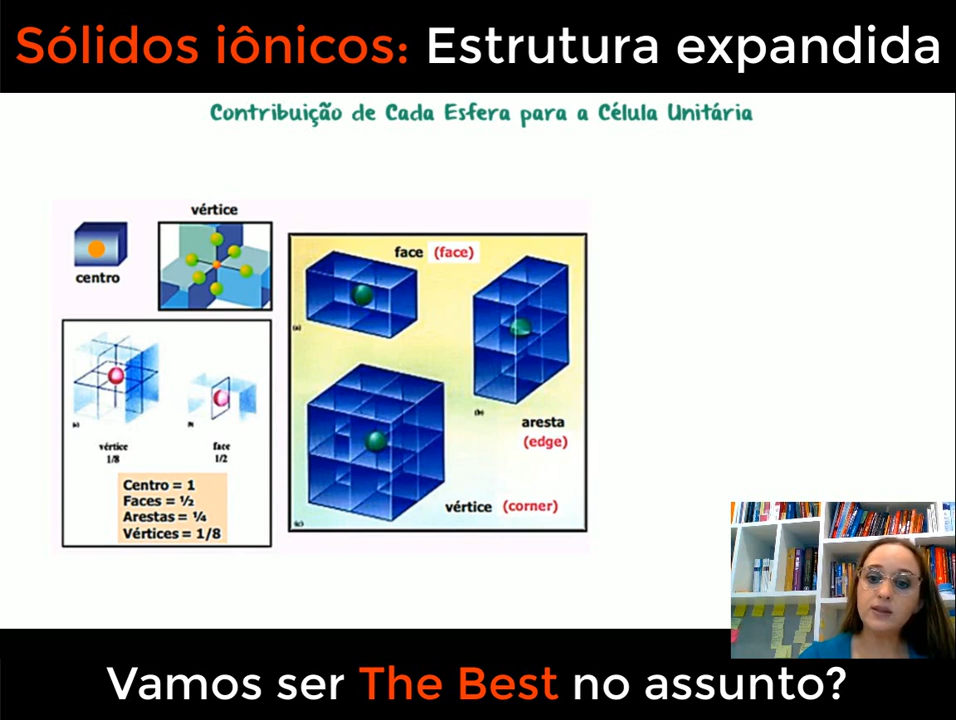 Sólidos iônicos: Estrutura expandida
Contribuição de Cada Esfera para a Célula Unitária
vértice
centro
face (face)
(a)
(b)
aresta
(edge)
vértice (corner)
(c)
(a)
vértice
1/8
face
1/2
Centro = 1
Faces = ½
Arestas = ¼
Vértices = 1/8
Vamos ser The Best no assunto?